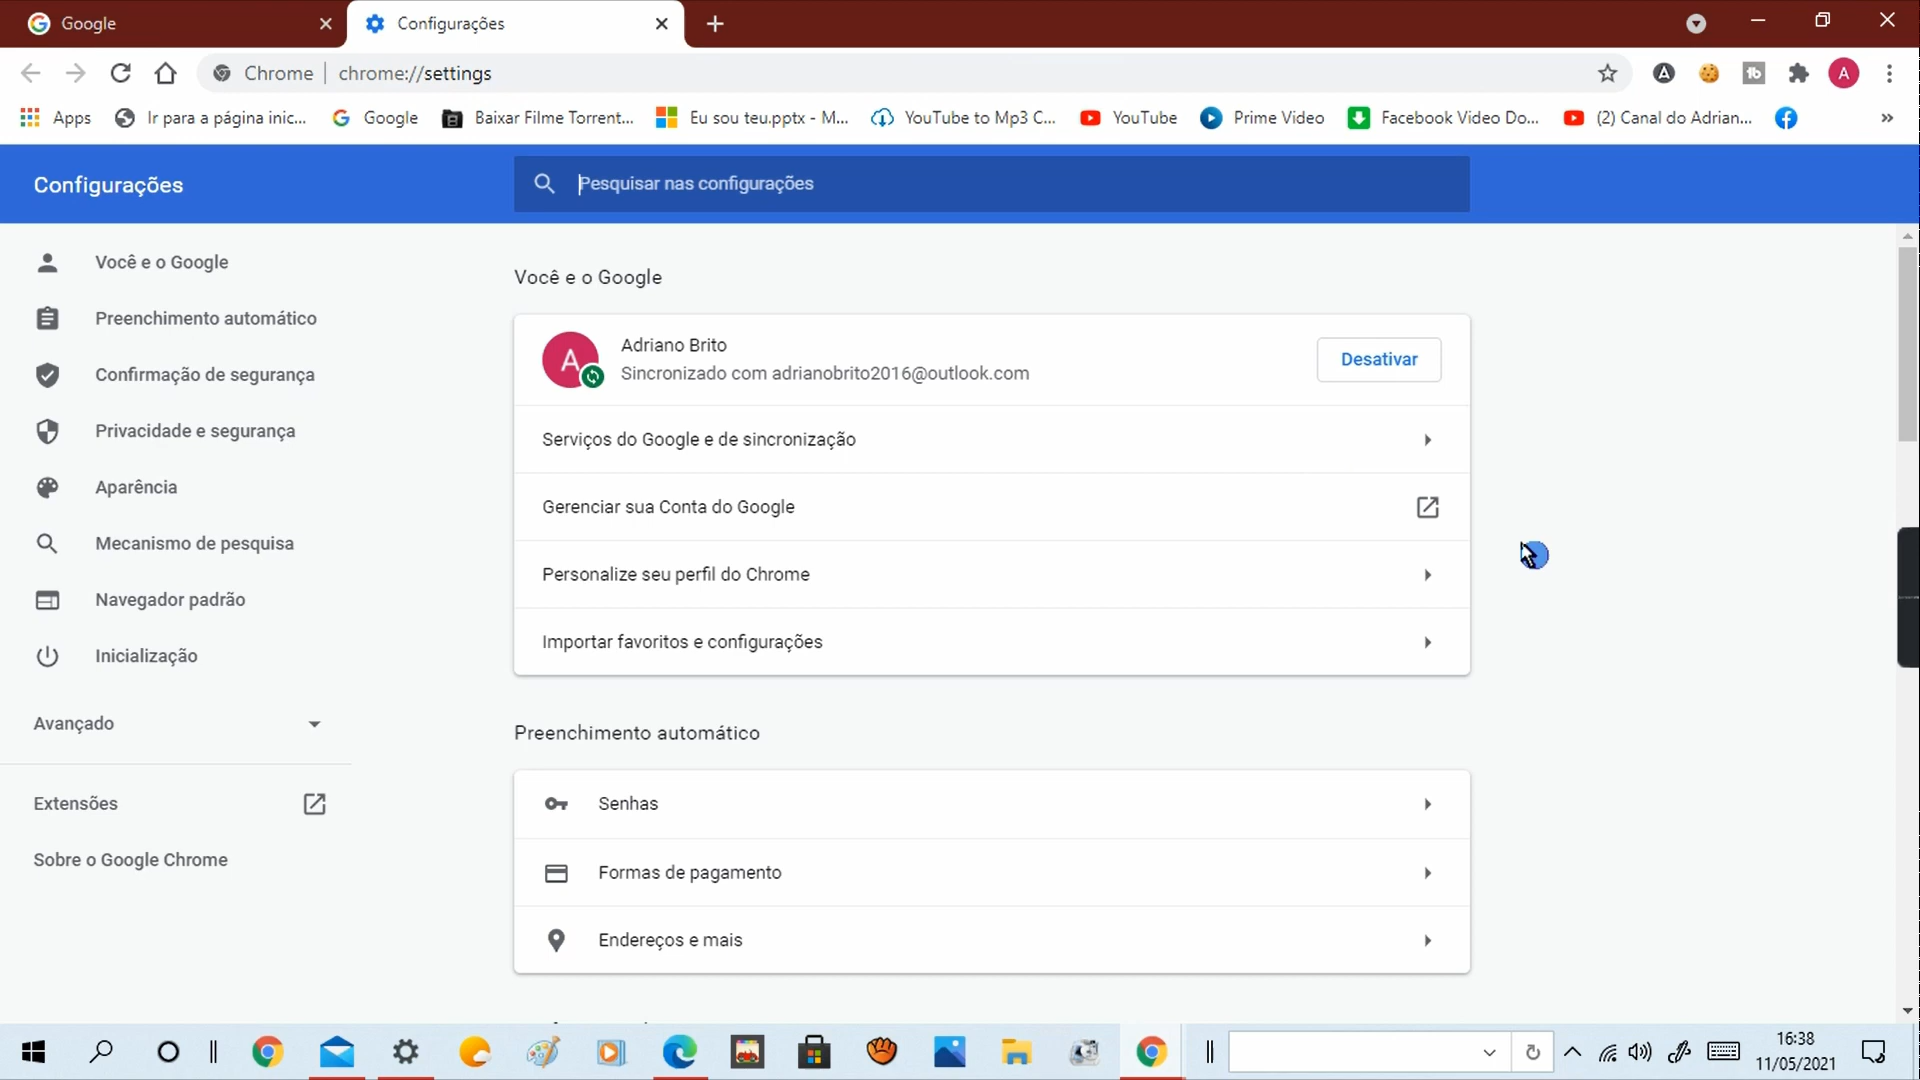 Google
Configurações
Chrome
chrome://settings
A
Apps
Ir para a página inic...
Google
Baixar Filme Torrent...
Eu sou teu.pptx - M...
YouTube to Mp3 C...
YouTube
Prime Video
Facebook Video Do...
(2) Canal do Adrian...
»
Configurações
Pesquisar nas configurações
Você e o Google
Preenchimento automático
Confirmação de segurança
Privacidade e segurança
Aparência
Mecanismo de pesquisa
Navegador padrão
Inicialização
Avançado
Extensões
Sobre o Google Chrome
Você e o Google
A
Adriano Brito
Sincronizado com adrianobrito2016@outlook.com
Desativar
Serviços do Google e de sincronização
Gerenciar sua Conta do Google
Personalize seu perfil do Chrome
Importar favoritos e configurações
Preenchimento automático
Senhas
Formas de pagamento
Endereços e mais
16:38
11/05/2021